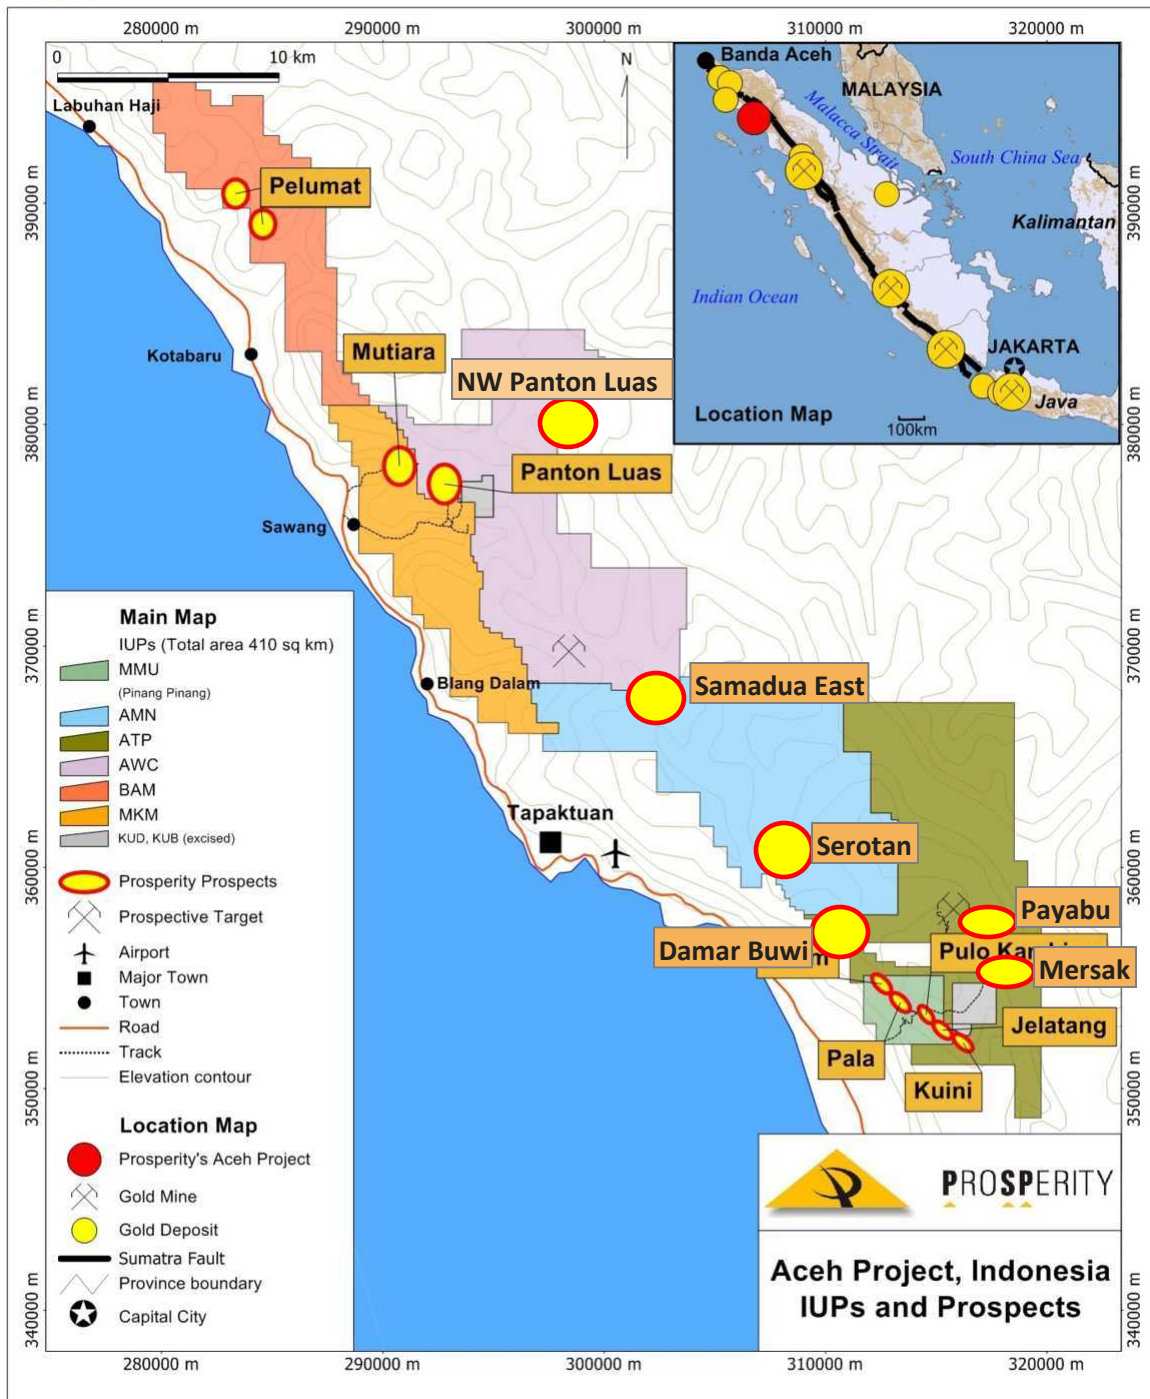 280000 m
290000 m
300000 m
310000 m
320000 m
0
10 km
N
Labuhan Haji
Pelumat
390000 m
Kotabaru
Mutiara
NW Panton Luas
380000 m
Panton Luas
Sawang
Banda Aceh
MALAYSIA
Malacca Strait
South China Sea
Kalimantan
Indian Ocean
JAKARTA
Java
Location Map
100km
390000 m
380000 m
370000 m
360000 m
350000 m
340000 m
Main Map
IUPs (Total area 410 sq km)
MMU
(Pinang Pinang)
AMN
ATP
AWC
BAM
MKM
KUD, KUB (excised)
Prosperity Prospects
Prospective Target
Airport
Major Town
Town
Road
Track
Elevation contour
Location Map
Prosperity's Aceh Project
Gold Mine
Gold Deposit
Sumatra Fault
Province boundary
Capital City
370000 m
360000 m
350000 m
340000 m
Blang Dalam
Samadua East
Tapaktuan
Serotan
Payabu
Damar Buwi
Pulo
Mersak
Jelatang
Pala
Kuini
PROSPERITY
Aceh Project, Indonesia
IUPs and Prospects
280000 m
290000 m
300000 m
310000 m
320000 m